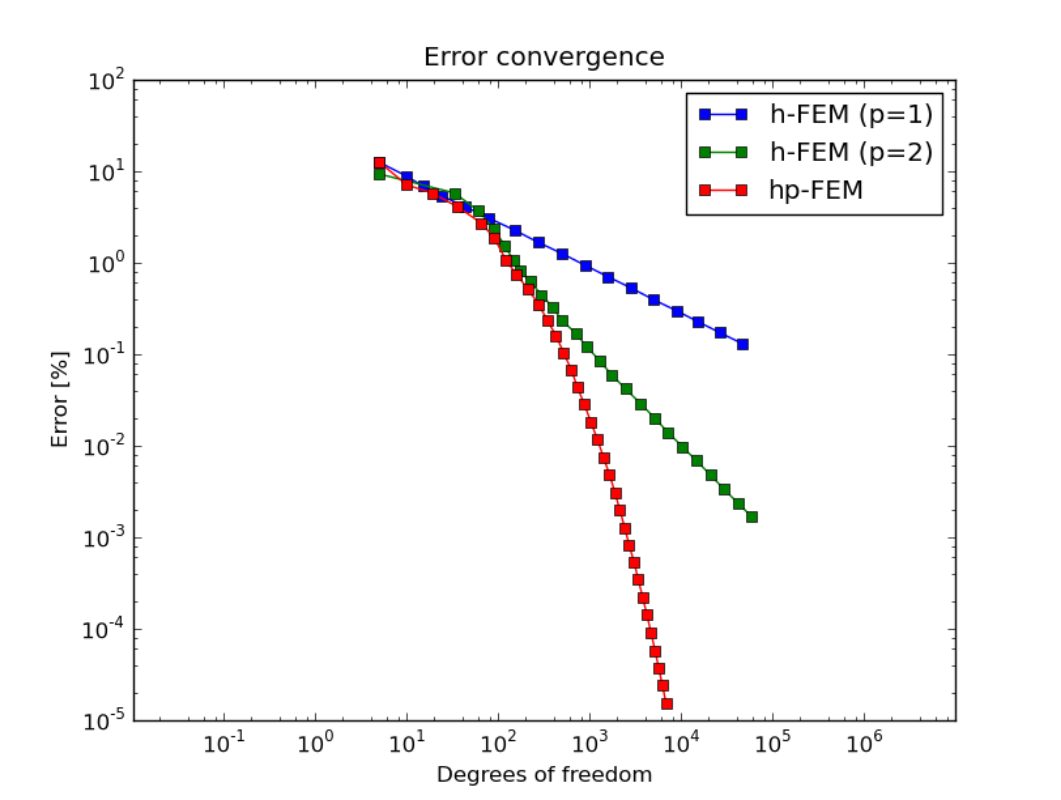 Error convergence
h-FEM (p=1)
h-FEM (p=2)
hp-FEM
Error [%]
10^2
10^1
10^0
10^-1
10^-2
10^-3
10^-4
10^-5
10^-1 10^0 10^1 10^2 10^3 10^4 10^5 10^6
Degrees of freedom